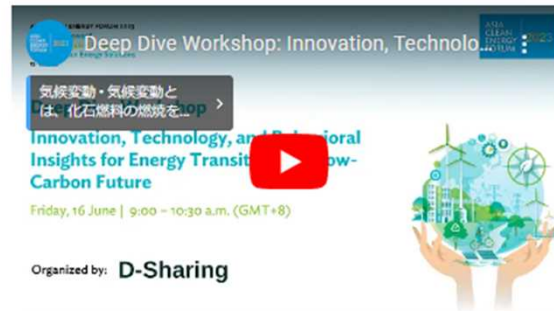 Deep Dive Workshop: Innovation, Technolo...
ASIA
CLEAN
ENERGY
FORUM
2023
気候変動・気候変動と
は、化石燃料の燃焼を...
Innovation, Technology, and
Insights for Energy
Carbon Future
Friday, 16 June | 9:00 – 10:30 a.m. (GMT+8)
Organized by: D-Sharing